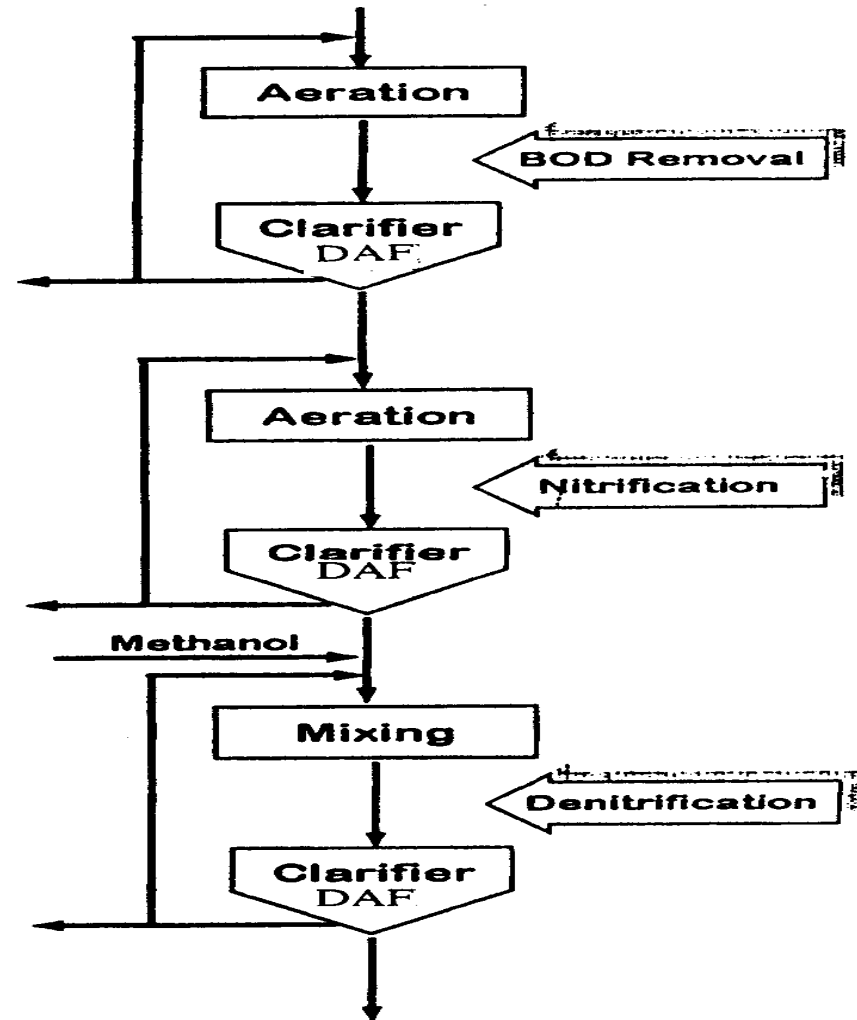 Aeration
BOD Removal
Clarifier
DAF
Aeration
Nitrification
Clarifier
DAF
Methanol
Mixing
Denitrification
Clarifier
DAF